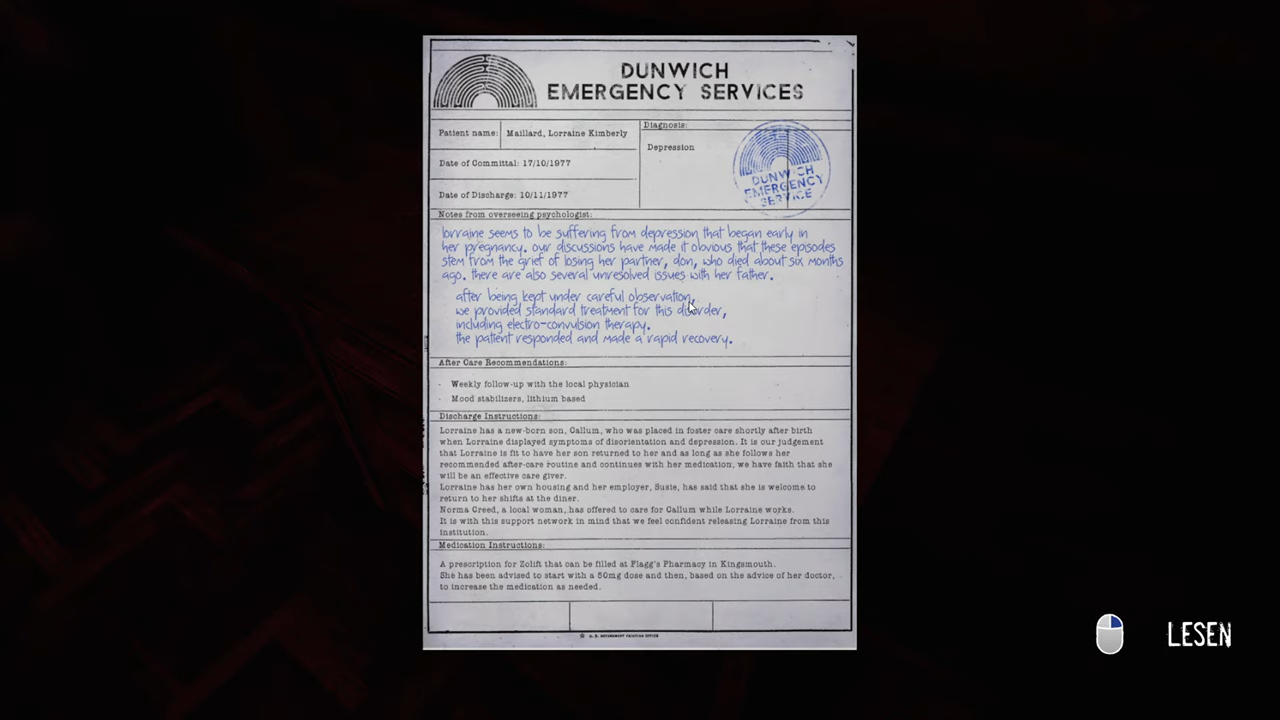 DUNWICH
EMERGENCY SERVICES
Patient name: Maillard, Lorraine Kimberly
Date of Committal: 17/10/1977
Date of Discharge: 10/11/1977
Diagnosis:
Depression
DUNWICH
EMERGENCY
SERVICE
Notes from overseeing psychologist:
lorraine seems to be suffering from depression that began early in
her pregnancy. our discussions have made it obvious that these episodes
stem from the grief of losing her partner, don, who died about six months
ago. there are also several unresolved issues with her father.
after being kept under careful observation,
we provided standard treatment for this disorder,
including electro-convulsion therapy.
the patient responded and made a rapid recovery.
After Care Recommendations:
- Weekly follow-up with the local physician
- Mood stabilizers, lithium based
Discharge Instructions:
Lorraine has a new-born son, Callum, who was placed in foster care shortly after birth
when Lorraine displayed symptoms of disorientation and depression. It is our judgement
that Lorraine is fit to have her son returned to her and as long as she follows her
recommended after-care routine and continues with her medication, we have faith that she
will be an effective care giver.
Lorraine has her own housing and her employer, Susie, has said that she is welcome to
return to her shifts at the diner.
Norma Creed, a local woman, has offered to care for Callum while Lorraine works.
It is with this support network in mind that we feel confident releasing Lorraine from this
institution.
Medication Instructions:
A prescription for Zolift that can be filled at Flagg's Pharmacy in Kingsmouth.
She has been advised to start with a 50mg dose and then, based on the advice of her doctor,
to increase the medication as needed.
U. S. GOVERNMENT PRINTING OFFICE
LESEN